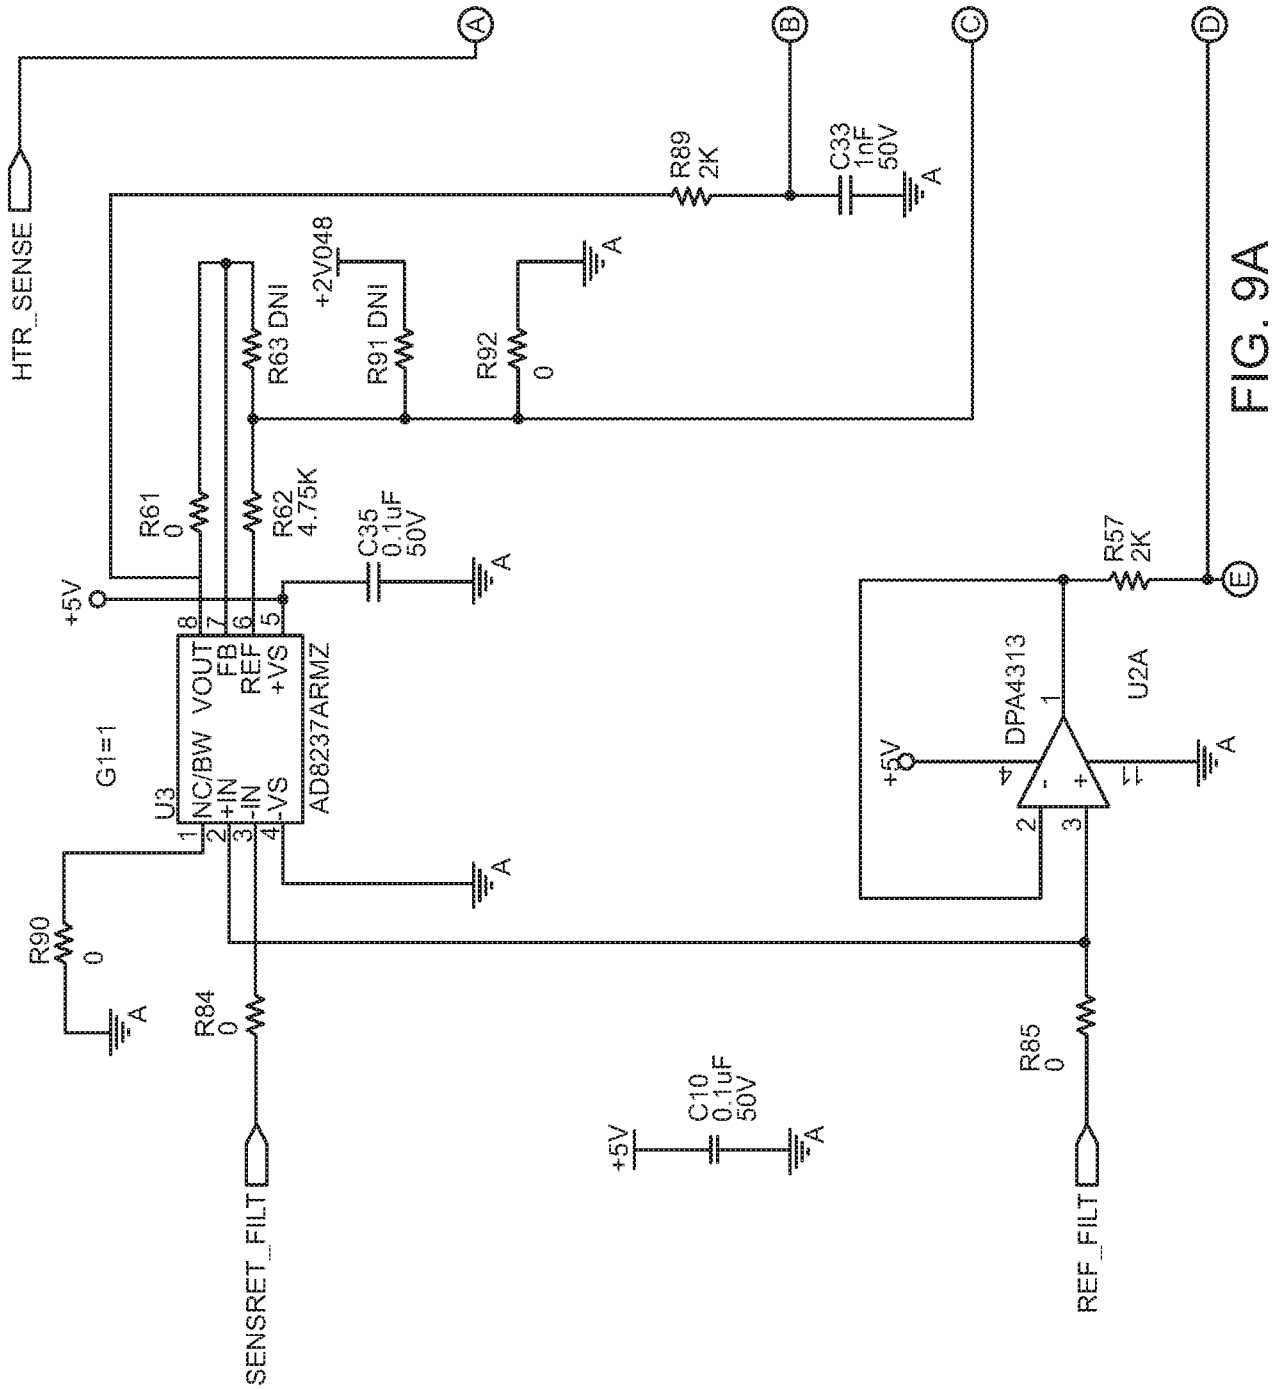 HTR_SENSE
A
B
C
D
R89
2K
C33
1nF
50V
A
+2V048
R63 DNI
R91 DNI
R92
0
A
R61
0
R62
4.75K
C35
0.1uF
50V
A
+5V
8
7
6
5
G1=1
U3
NC/BW VOUT
+IN FB
-IN REF
-VS +VS
AD8237ARMZ
1
2
3
4
A
R90
0
A
R84
0
SENSRET_FILT
+5V
C10
0.1uF
50V
A
R57
2K
E
DPA4313
U2A
1
+5V
4
-
+
11
A
2
3
R85
0
REF_FILT
FIG. 9A